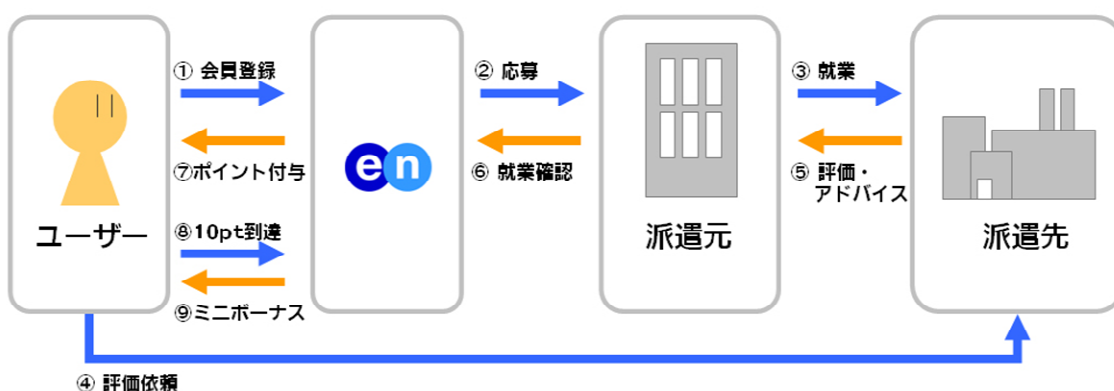 ① 会員登録
② 応募
③ 就業
⑦ポイント付与
⑥ 就業確認
⑤ 評価・
アドバイス
en
ユーザー
派遣元
派遣先
⑧10pt到達
⑨ミニボーナス
④ 評価依頼